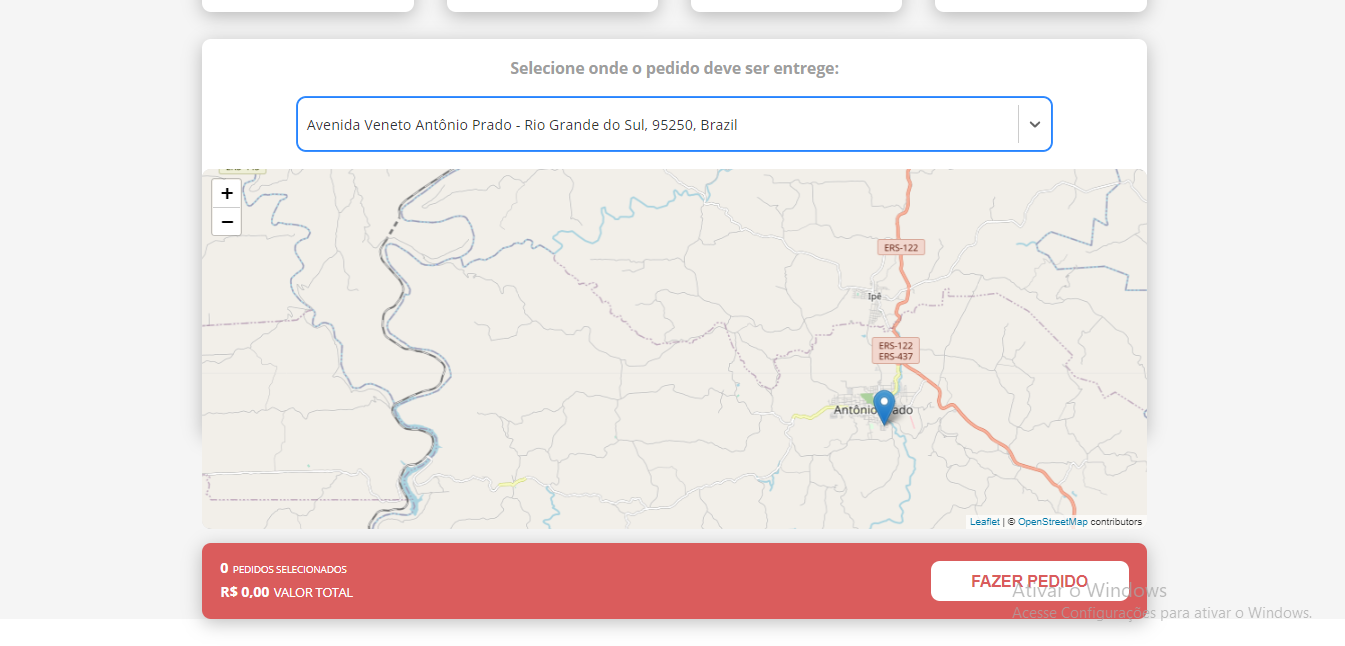 Selecione onde o pedido deve ser entrege:
Avenida Veneto Antônio Prado - Rio Grande do Sul, 95250, Brazil
+
−
ERS-122
Ipê
ERS-122
ERS-437
Antônio ado
Leaflet | © OpenStreetMap contributors
0 PEDIDOS SELECIONADOS
R$ 0,00 VALOR TOTAL
FAZER PEDIDO
Ativar o Windows
Acesse Configurações para ativar o Windows.